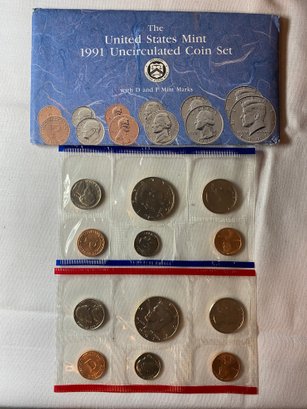 The
United States Mint
1991 Uncirculated Coin Set
with D and P Mint Marks